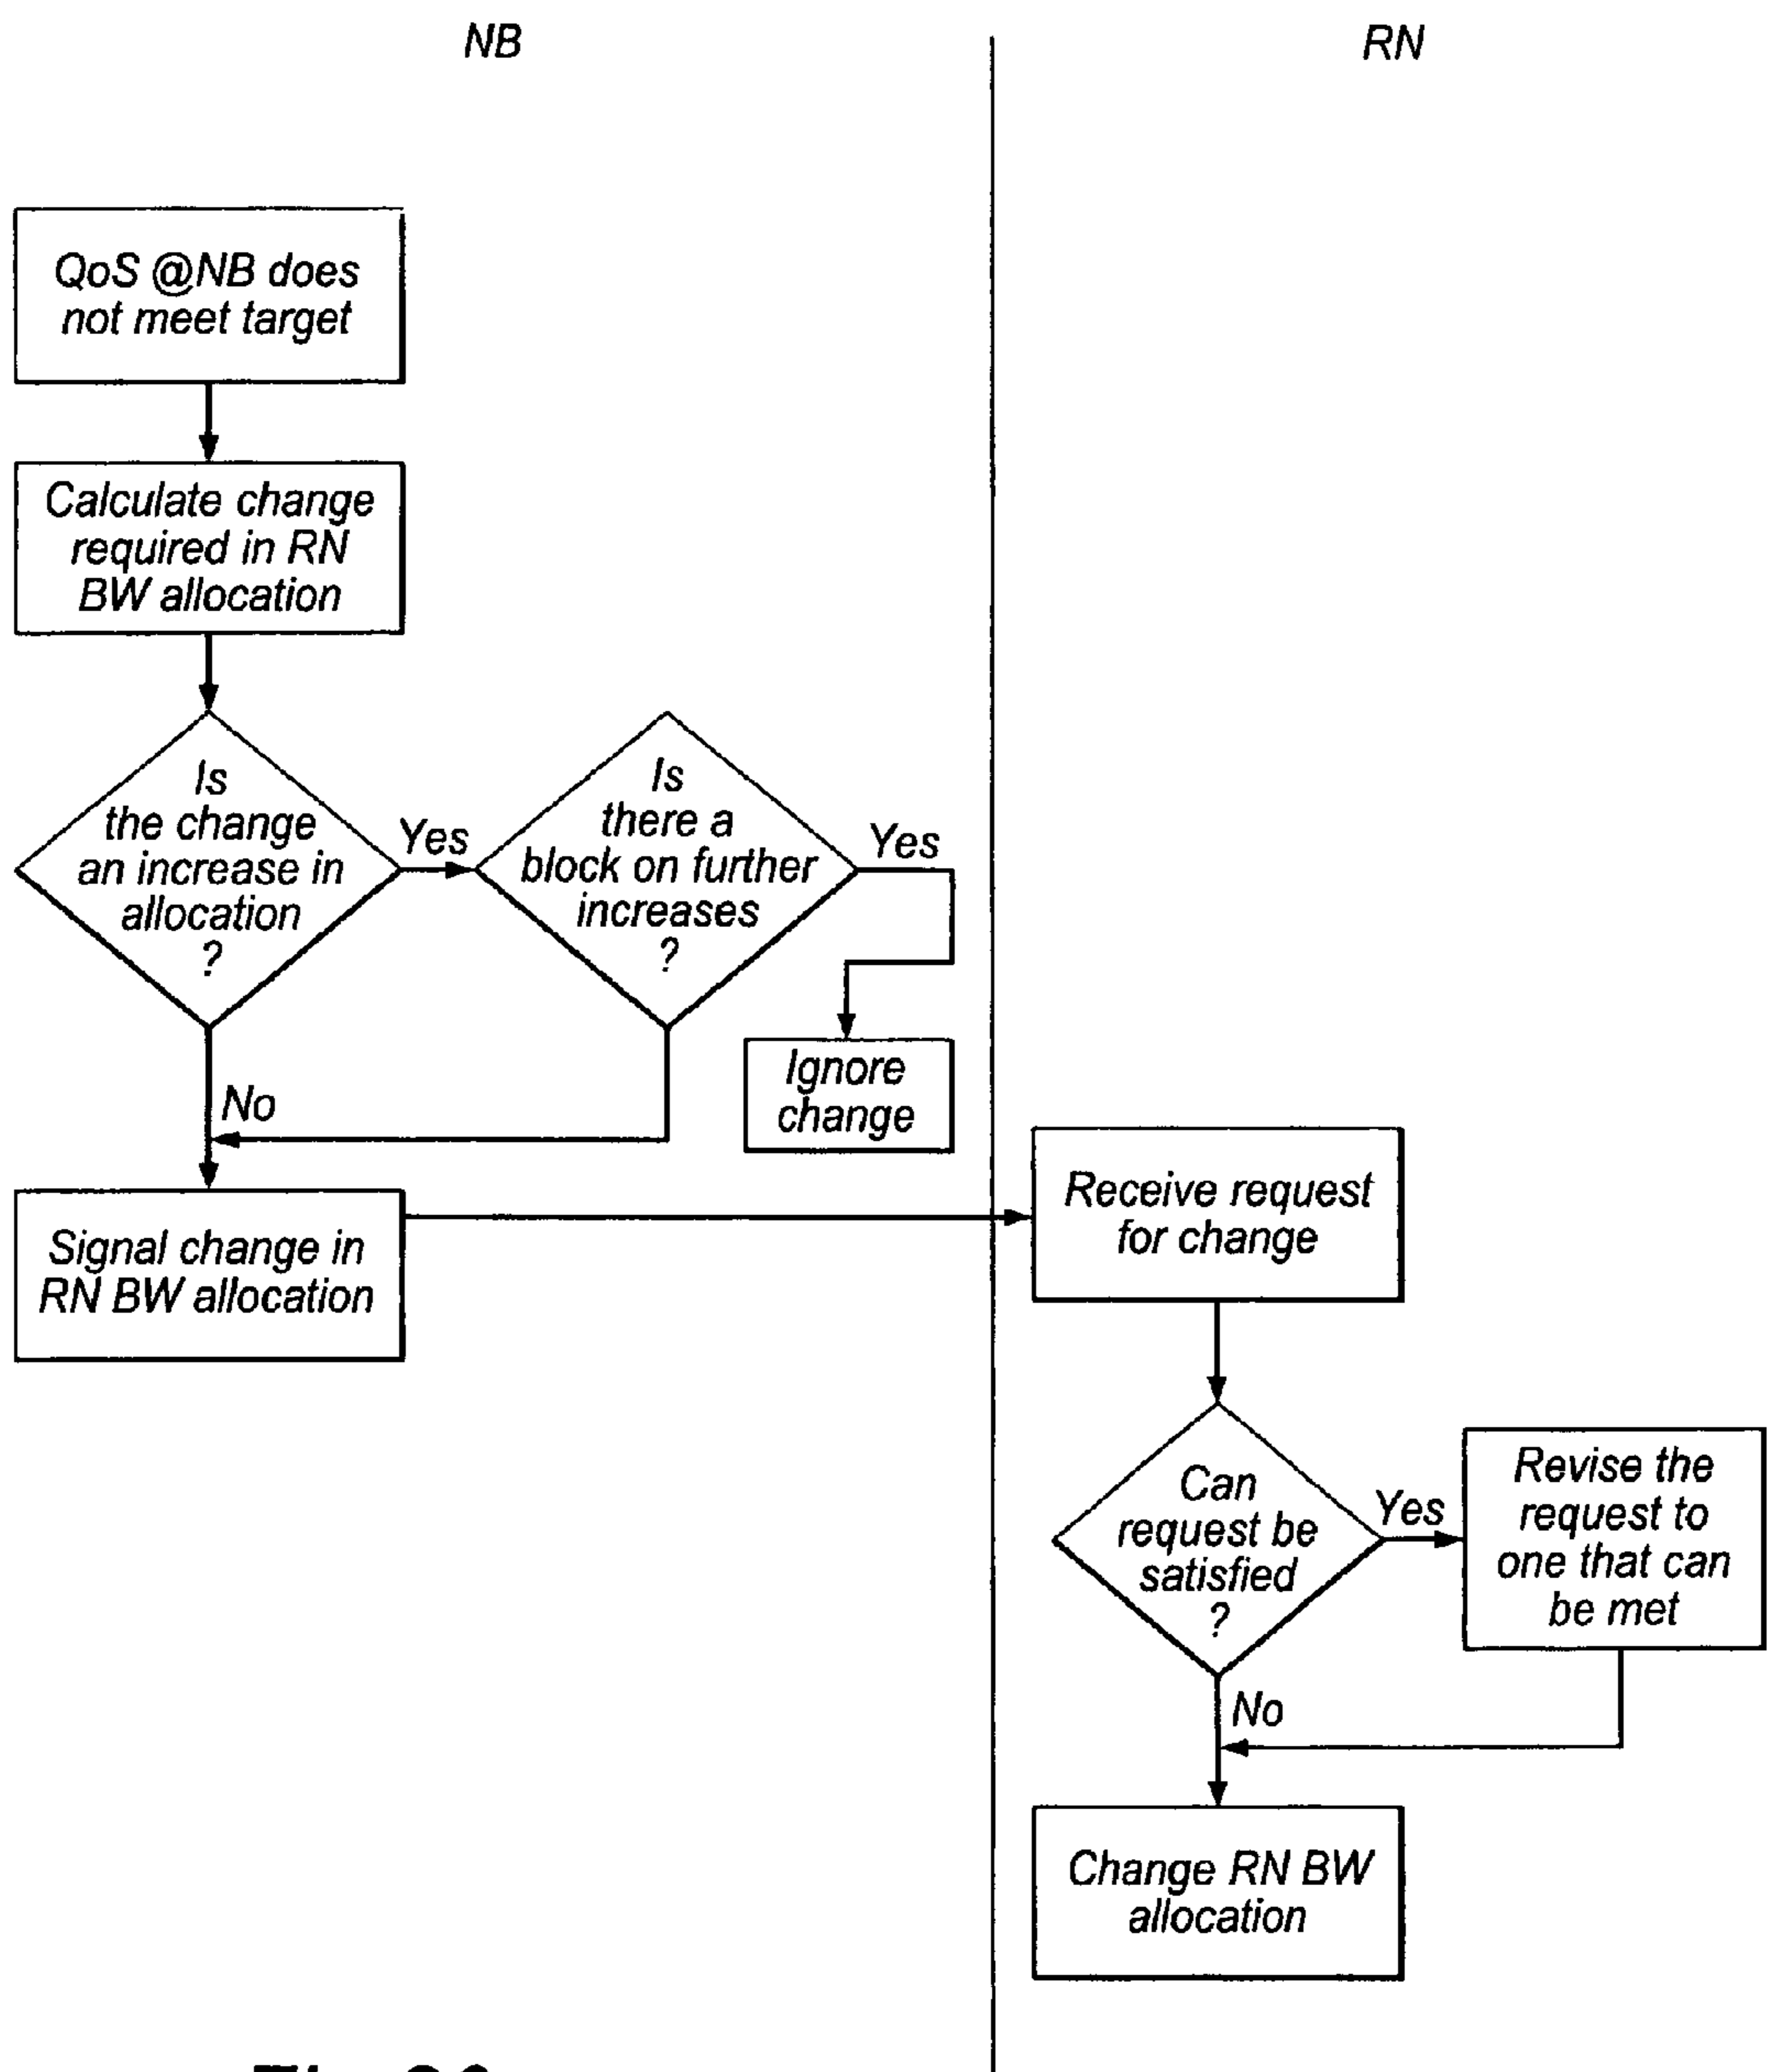 NB
RN
QoS @NB does
not meet target
Calculate change
required in RN
BW allocation
Is
the change
an increase in
allocation
?
Yes
Is
there a
block on further
increases
?
Yes
Ignore
change
No
Signal change in
RN BW allocation
Receive request
for change
Can
request be
satisfied
?
Yes
Revise the
request to
one that can
be met
No
Change RN BW
allocation